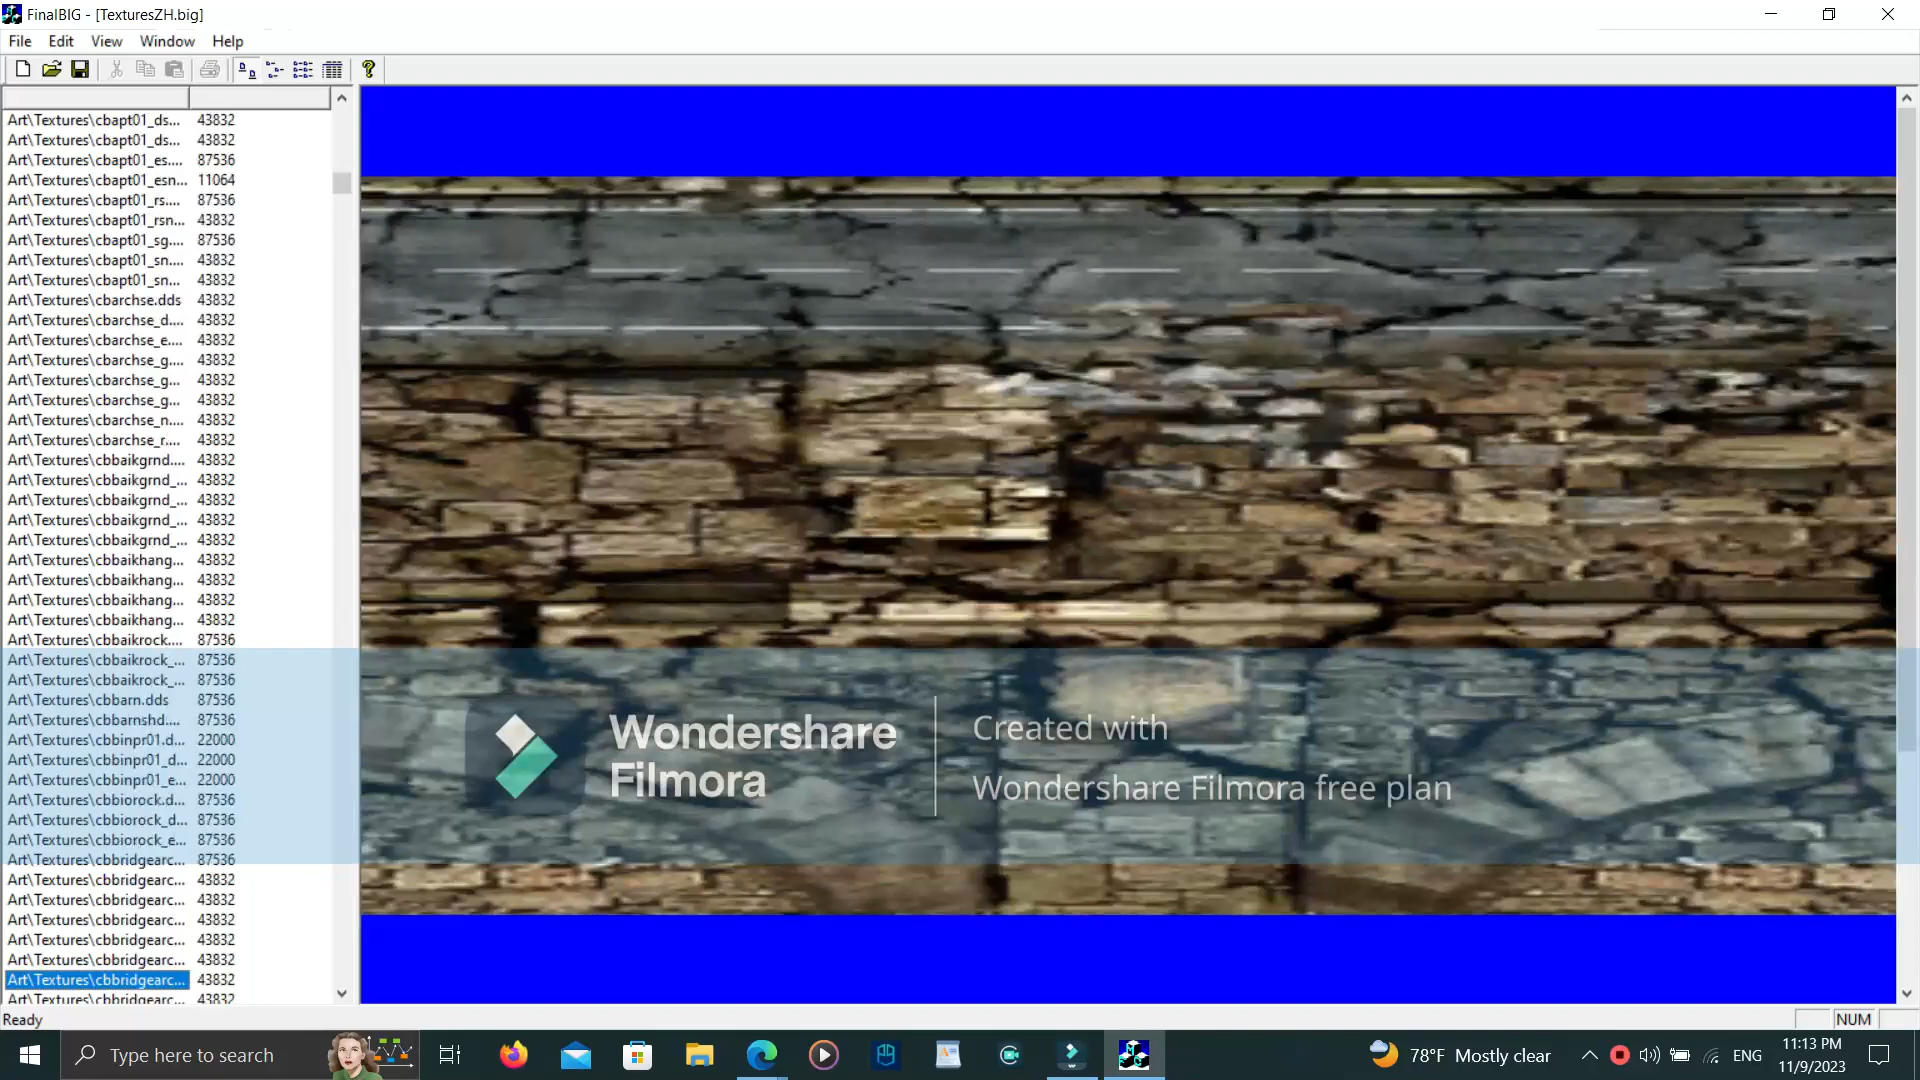 FinalBIG - [TexturesZH.big]
File Edit View Window Help
Art\Textures\cbapt01_ds... 43832
Art\Textures\cbapt01_ds... 43832
Art\Textures\cbapt01_es.... 87536
Art\Textures\cbapt01_esn... 11064
Art\Textures\cbapt01_rs.... 87536
Art\Textures\cbapt01_rsn... 43832
Art\Textures\cbapt01_sg.... 87536
Art\Textures\cbapt01_sn.... 43832
Art\Textures\cbapt01_sn.... 43832
Art\Textures\cbarchse.dds 43832
Art\Textures\cbarchse_d.... 43832
Art\Textures\cbarchse_e.... 43832
Art\Textures\cbarchse_g.... 43832
Art\Textures\cbarchse_g... 43832
Art\Textures\cbarchse_g... 43832
Art\Textures\cbarchse_n.... 43832
Art\Textures\cbarchse_r.... 43832
Art\Textures\cbbaikgrnd.... 43832
Art\Textures\cbbaikgrnd_... 43832
Art\Textures\cbbaikgrnd_... 43832
Art\Textures\cbbaikgrnd_... 43832
Art\Textures\cbbaikgrnd_... 43832
Art\Textures\cbbaikhang... 43832
Art\Textures\cbbaikhang... 43832
Art\Textures\cbbaikhang... 43832
Art\Textures\cbbaikhang... 43832
Art\Textures\cbbaikrock.... 87536
Art\Textures\cbbaikrock_... 87536
Art\Textures\cbbaikrock_... 87536
Art\Textures\cbbarn.dds 87536
Art\Textures\cbbarnshd.... 87536
Art\Textures\cbbinpr01.d... 22000
Art\Textures\cbbinpr01_d... 22000
Art\Textures\cbbinpr01_e... 22000
Art\Textures\cbbiorock.d... 87536
Art\Textures\cbbiorock_d... 87536
Art\Textures\cbbiorock_e... 87536
Art\Textures\cbbridgearc... 87536
Art\Textures\cbbridgearc... 43832
Art\Textures\cbbridgearc... 43832
Art\Textures\cbbridgearc... 43832
Art\Textures\cbbridgearc... 43832
Art\Textures\cbbridgearc... 43832
Art\Textures\cbbridgearc... 43832
Art\Textures\cbbridgearc... 43832
Wondershare
Filmora
Created with
Wondershare Filmora free plan
Ready
NUM
Type here to search
78°F Mostly clear
ENG
11:13 PM
11/9/2023